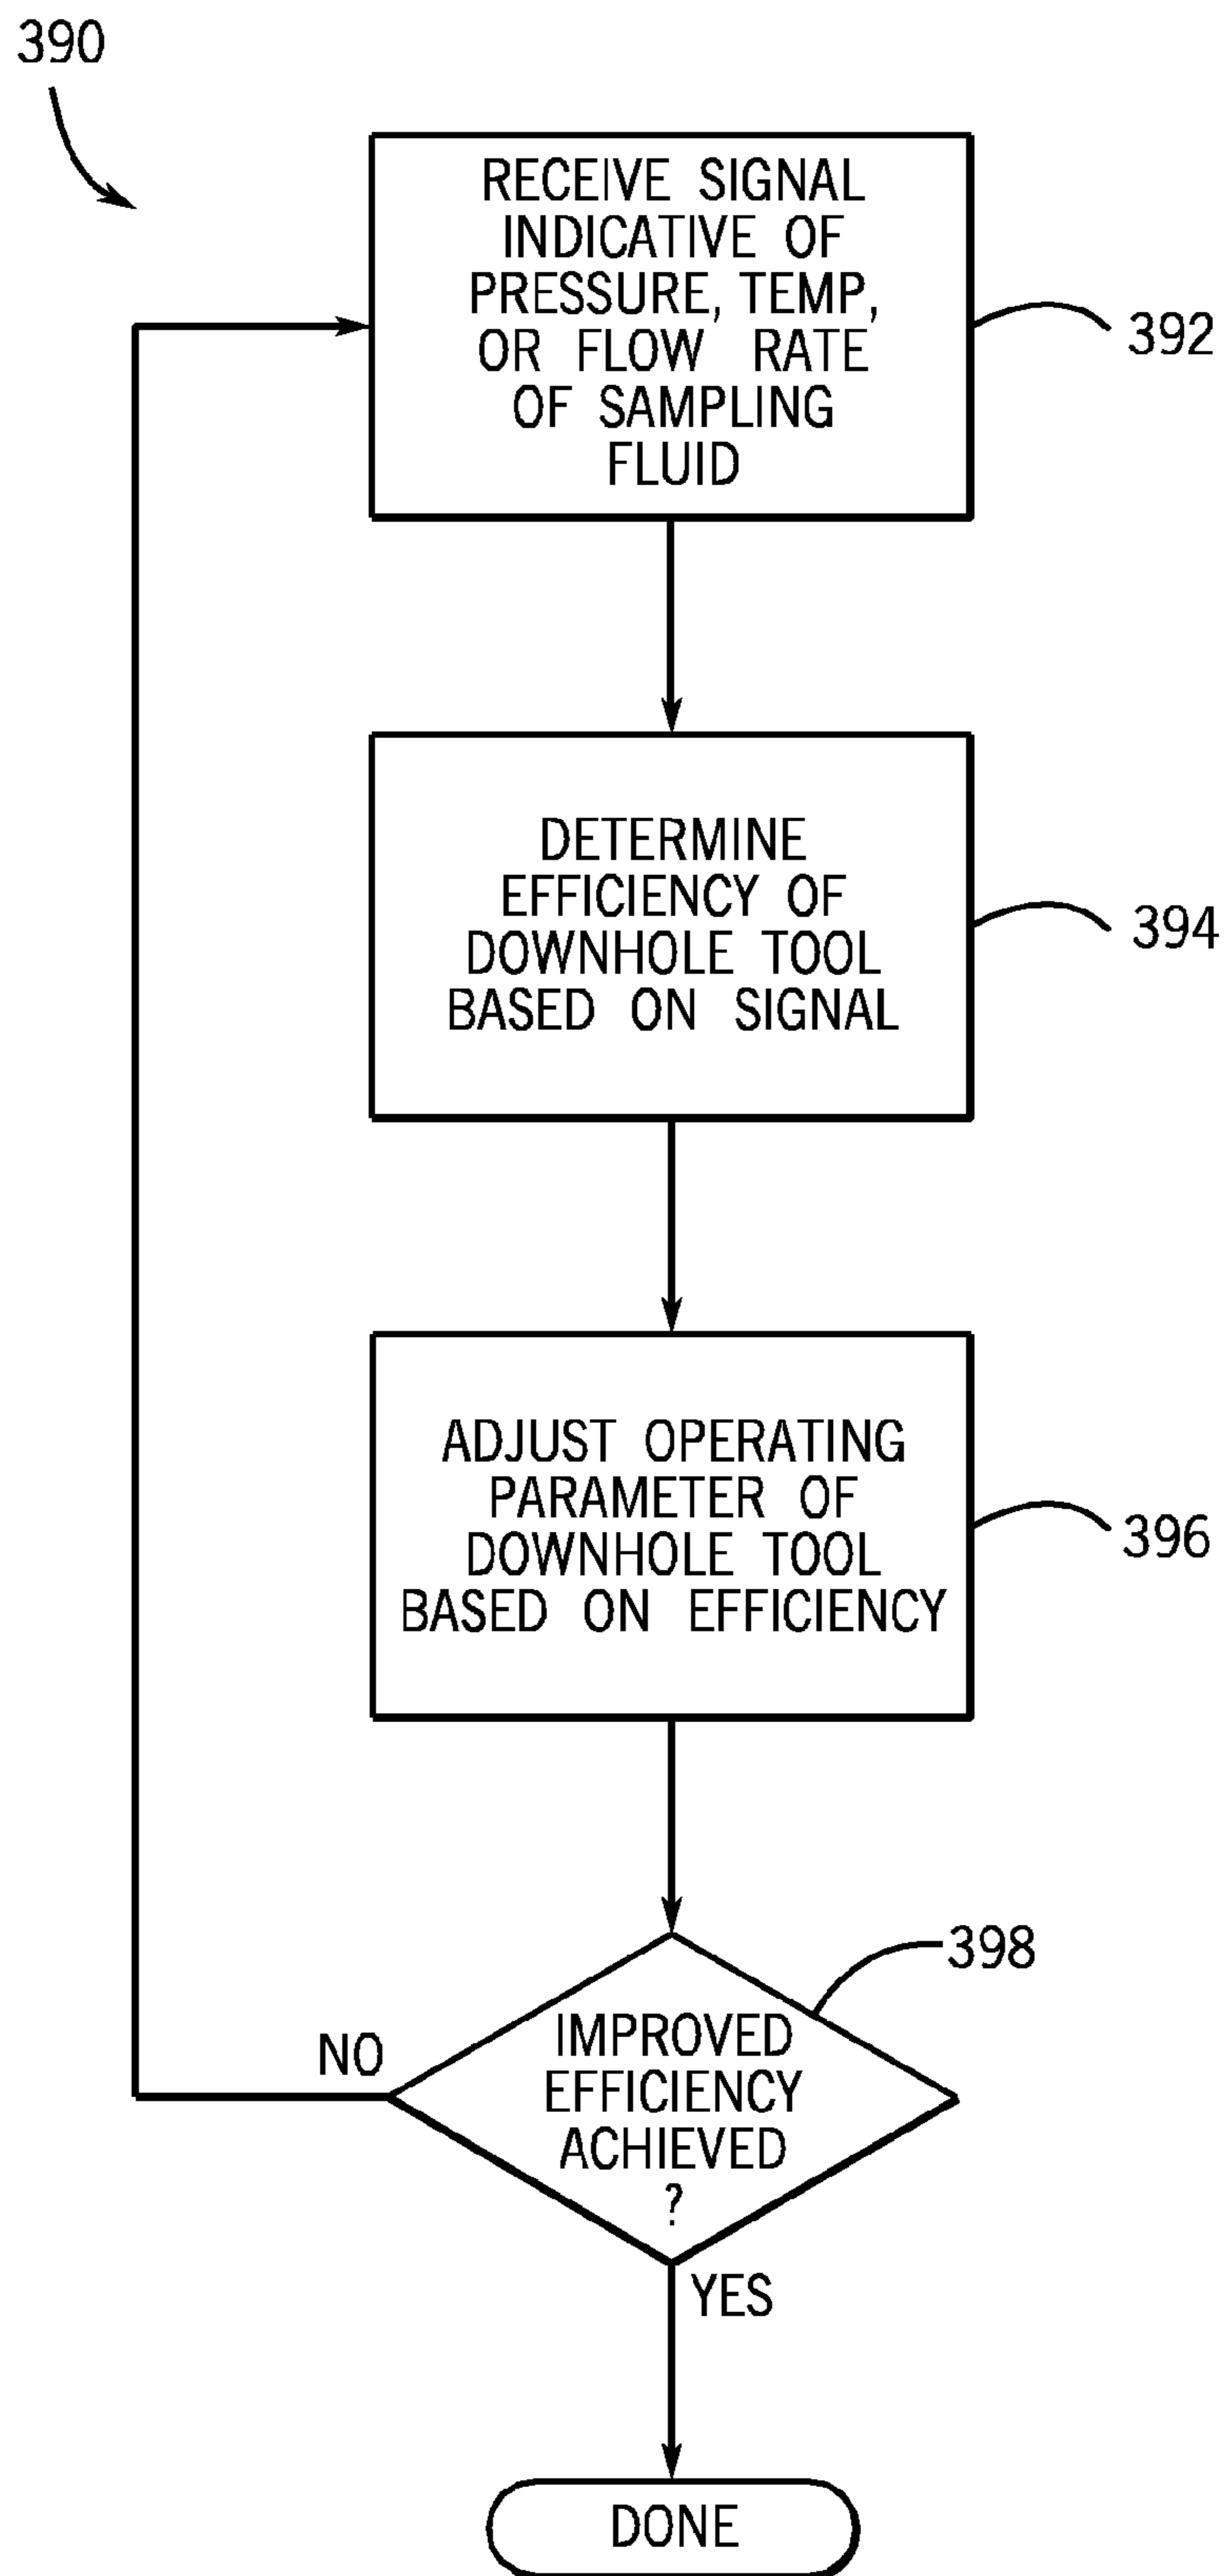 390
RECEIVE SIGNAL
INDICATIVE OF
PRESSURE, TEMP,
OR FLOW RATE
OF SAMPLING
FLUID
392
DETERMINE
EFFICIENCY OF
DOWNHOLE TOOL
BASED ON SIGNAL
394
ADJUST OPERATING
PARAMETER OF
DOWNHOLE TOOL
BASED ON EFFICIENCY
396
398
IMPROVED
EFFICIENCY
ACHIEVED
?
NO
YES
DONE